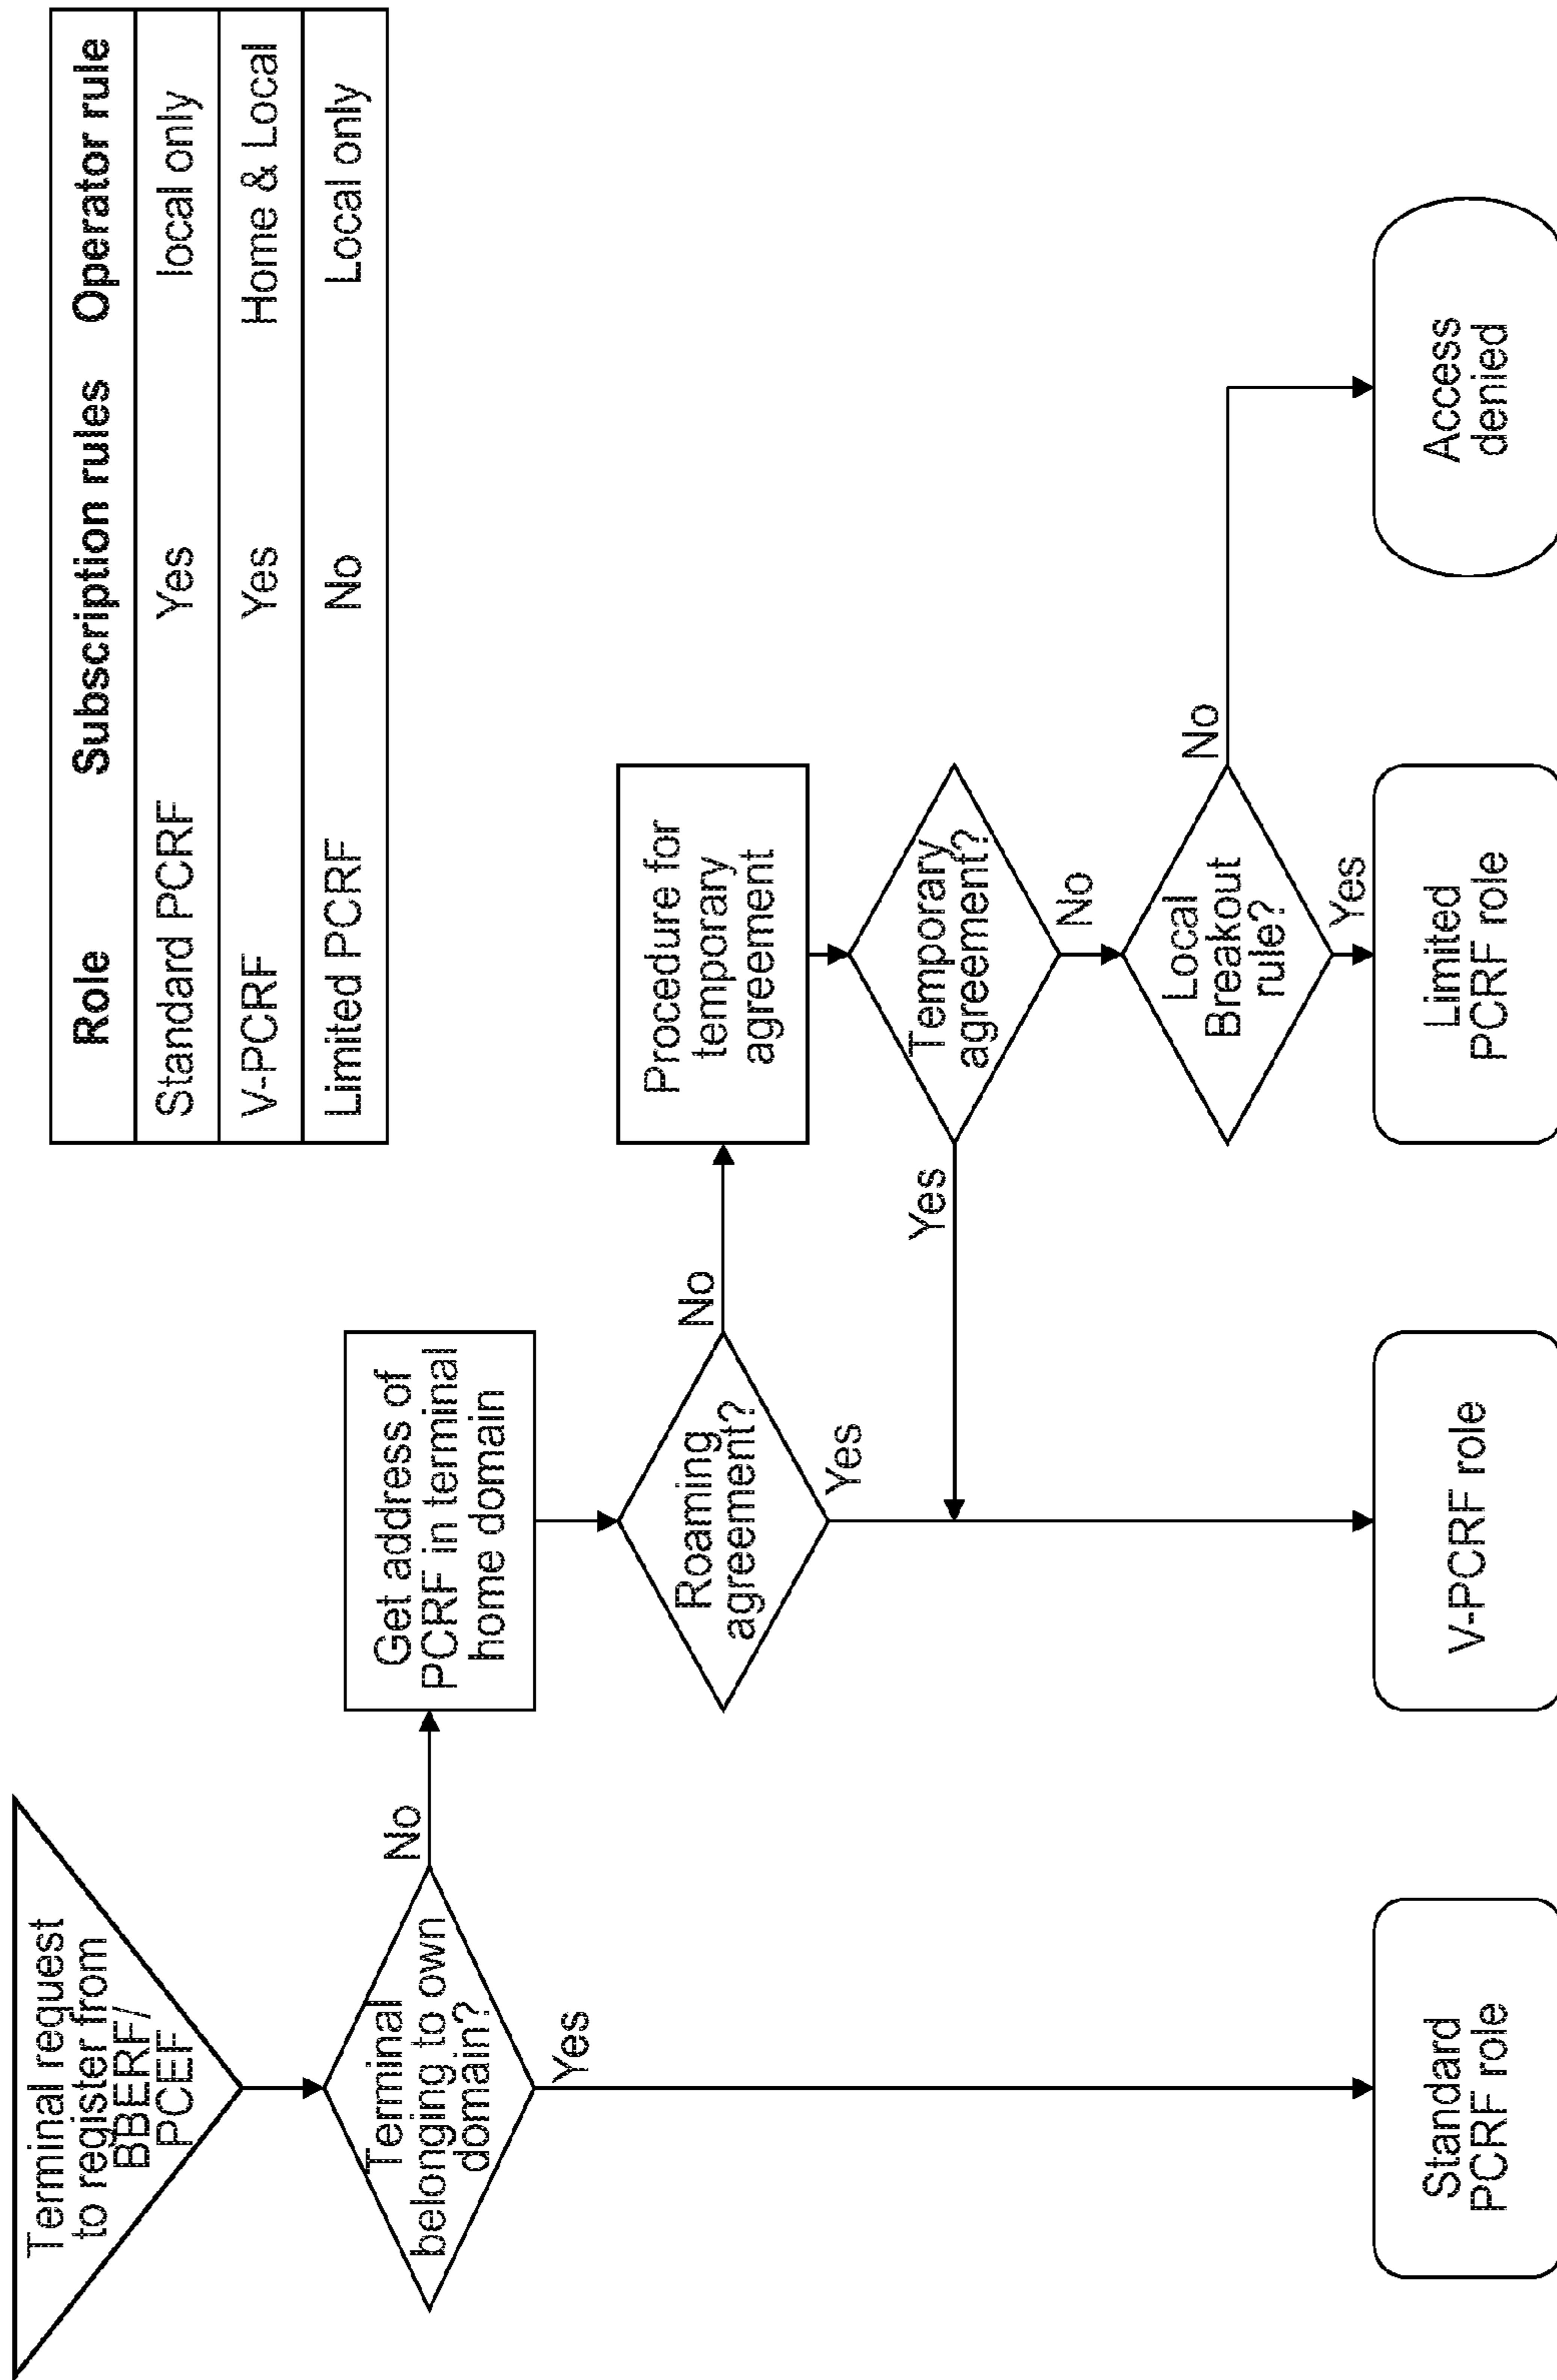 Role Subscription rules Operator rule
Standard PCRF Yes local only
V-PCRF Yes Home & Local
Limited PCRF No Local only
Terminal request
to register from
BBERF/
PCEF
Terminal
belonging to own
domain?
No
Yes
Get address of
PCRF in terminal
home domain
Roaming
agreement?
No
Yes
Procedure for
temporary
agreement
Temporary
agreement?
Yes
No
Local
Breakout
rule?
No
Yes
Standard
PCRF role
V-PCRF role
Limited
PCRF role
Access
denied